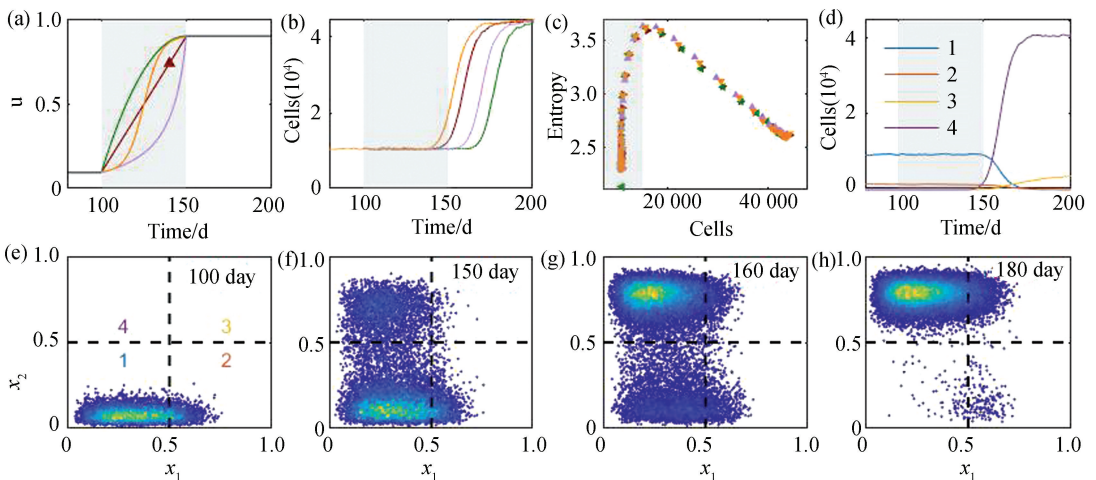 (a)
u
1.0
0.5
0
100
150
200
Time/d
(b)
Cells(10⁴)
4
2
0
100
150
200
Time/d
(c)
Entropy
3.5
3.0
2.5
20 000
40 000
Cells
(d)
Cells(10⁴)
4
2
0
1
2
3
4
100
150
200
Time/d
(e)
x₂
1.0
0.5
0
100 day
4
3
1
2
0
0.5
1.0
x₁
(f)
1.0
0.5
0
150 day
0
0.5
1.0
x₁
(g)
1.0
0.5
0
160 day
0
0.5
1.0
x₁
(h)
1.0
0.5
0
180 day
0
0.5
1.0
x₁